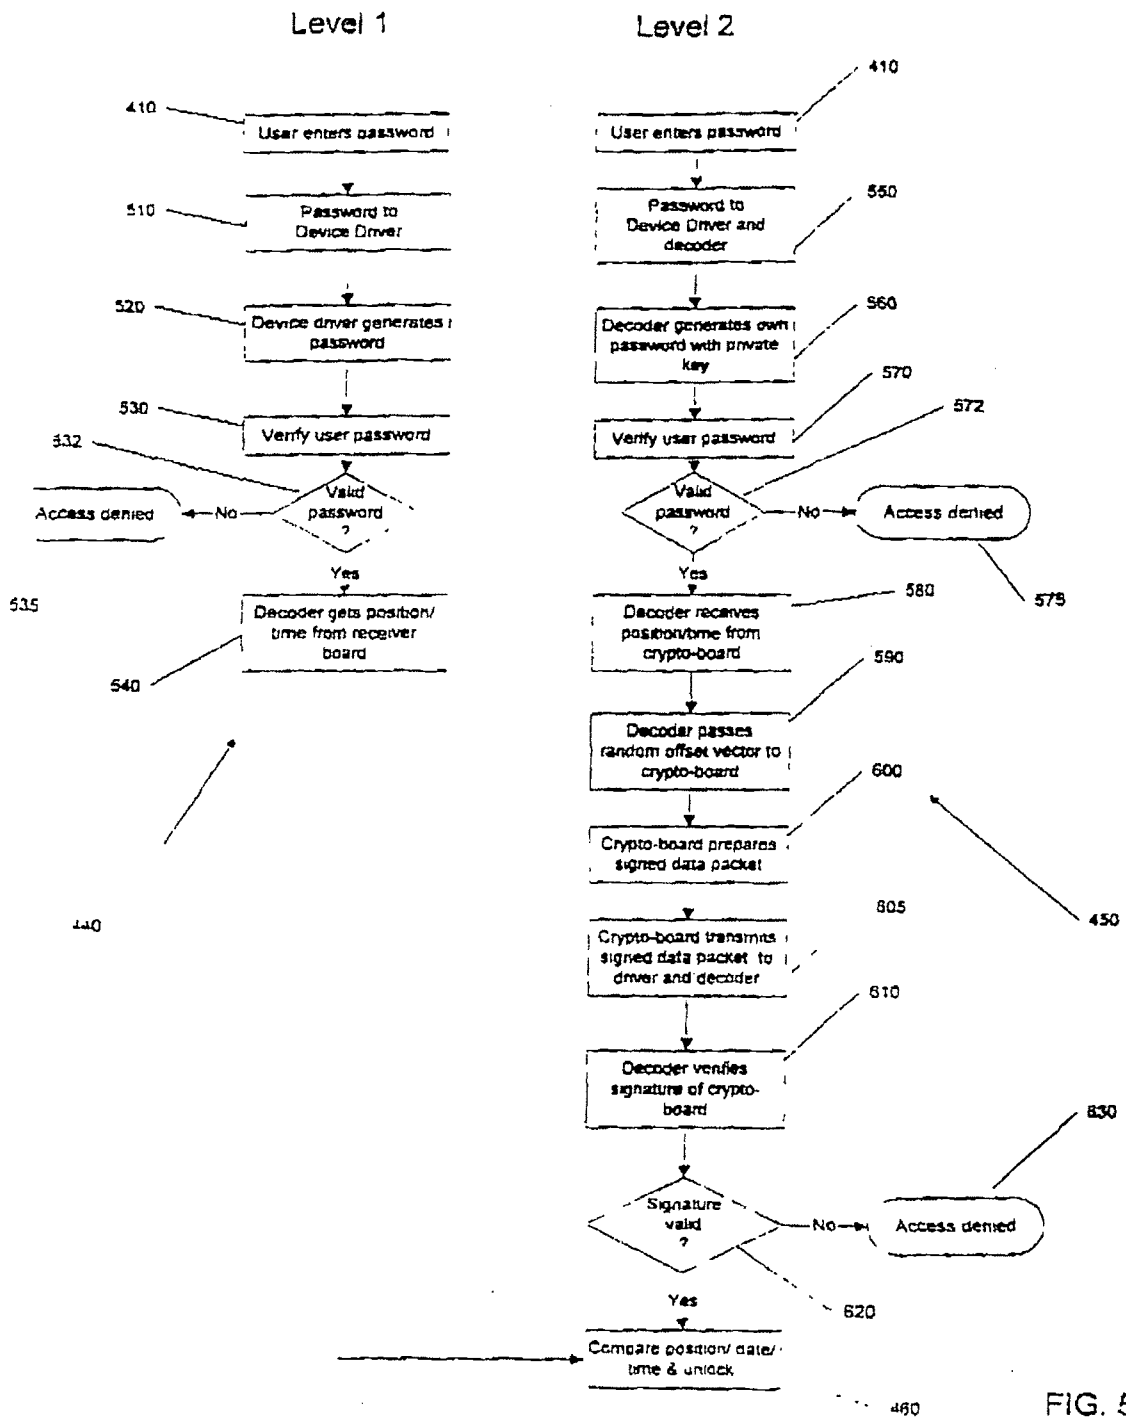 Level 1
410
User enters password
510
Password to
Device Driver
520
Device driver generates
password
530
Verify user password
532
Valid
password
?
No
Access denied
535
Yes
Decoder gets position/
time from receiver
board
540
440
Level 2
410
User enters password
550
Password to
Device Driver and
decoder
560
Decoder generates own
password with private
key
570
Verify user password
572
Valid
password
?
No
Access denied
575
Yes
580
Decoder receives
position/time from
crypto-board
590
Decoder passes
random offset vector to
crypto-board
600
Crypto-board prepares
signed data packet
605
Crypto-board transmits
signed data packet to
driver and decoder
450
610
Decoder verifies
signature of crypto-
board
630
Signature
valid
?
No
Access denied
620
Yes
Compare position/ date/
time & unlock
460
FIG. 5